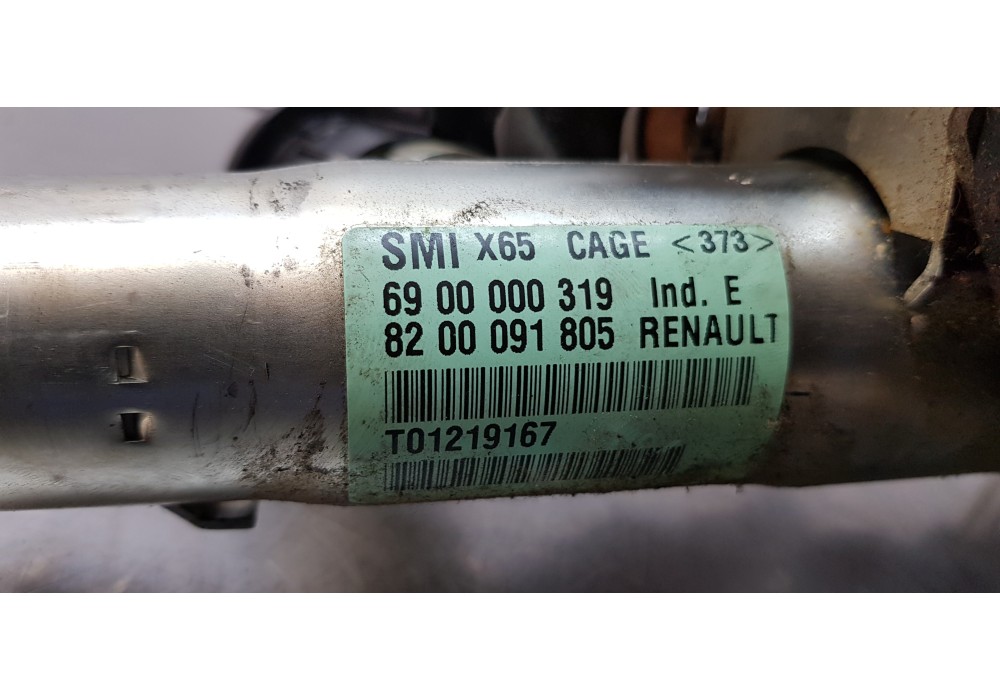 SMI X65 CAGE <373>
69 00 000 319 Ind. E
82 00 091 805 RENAULT
T01219167